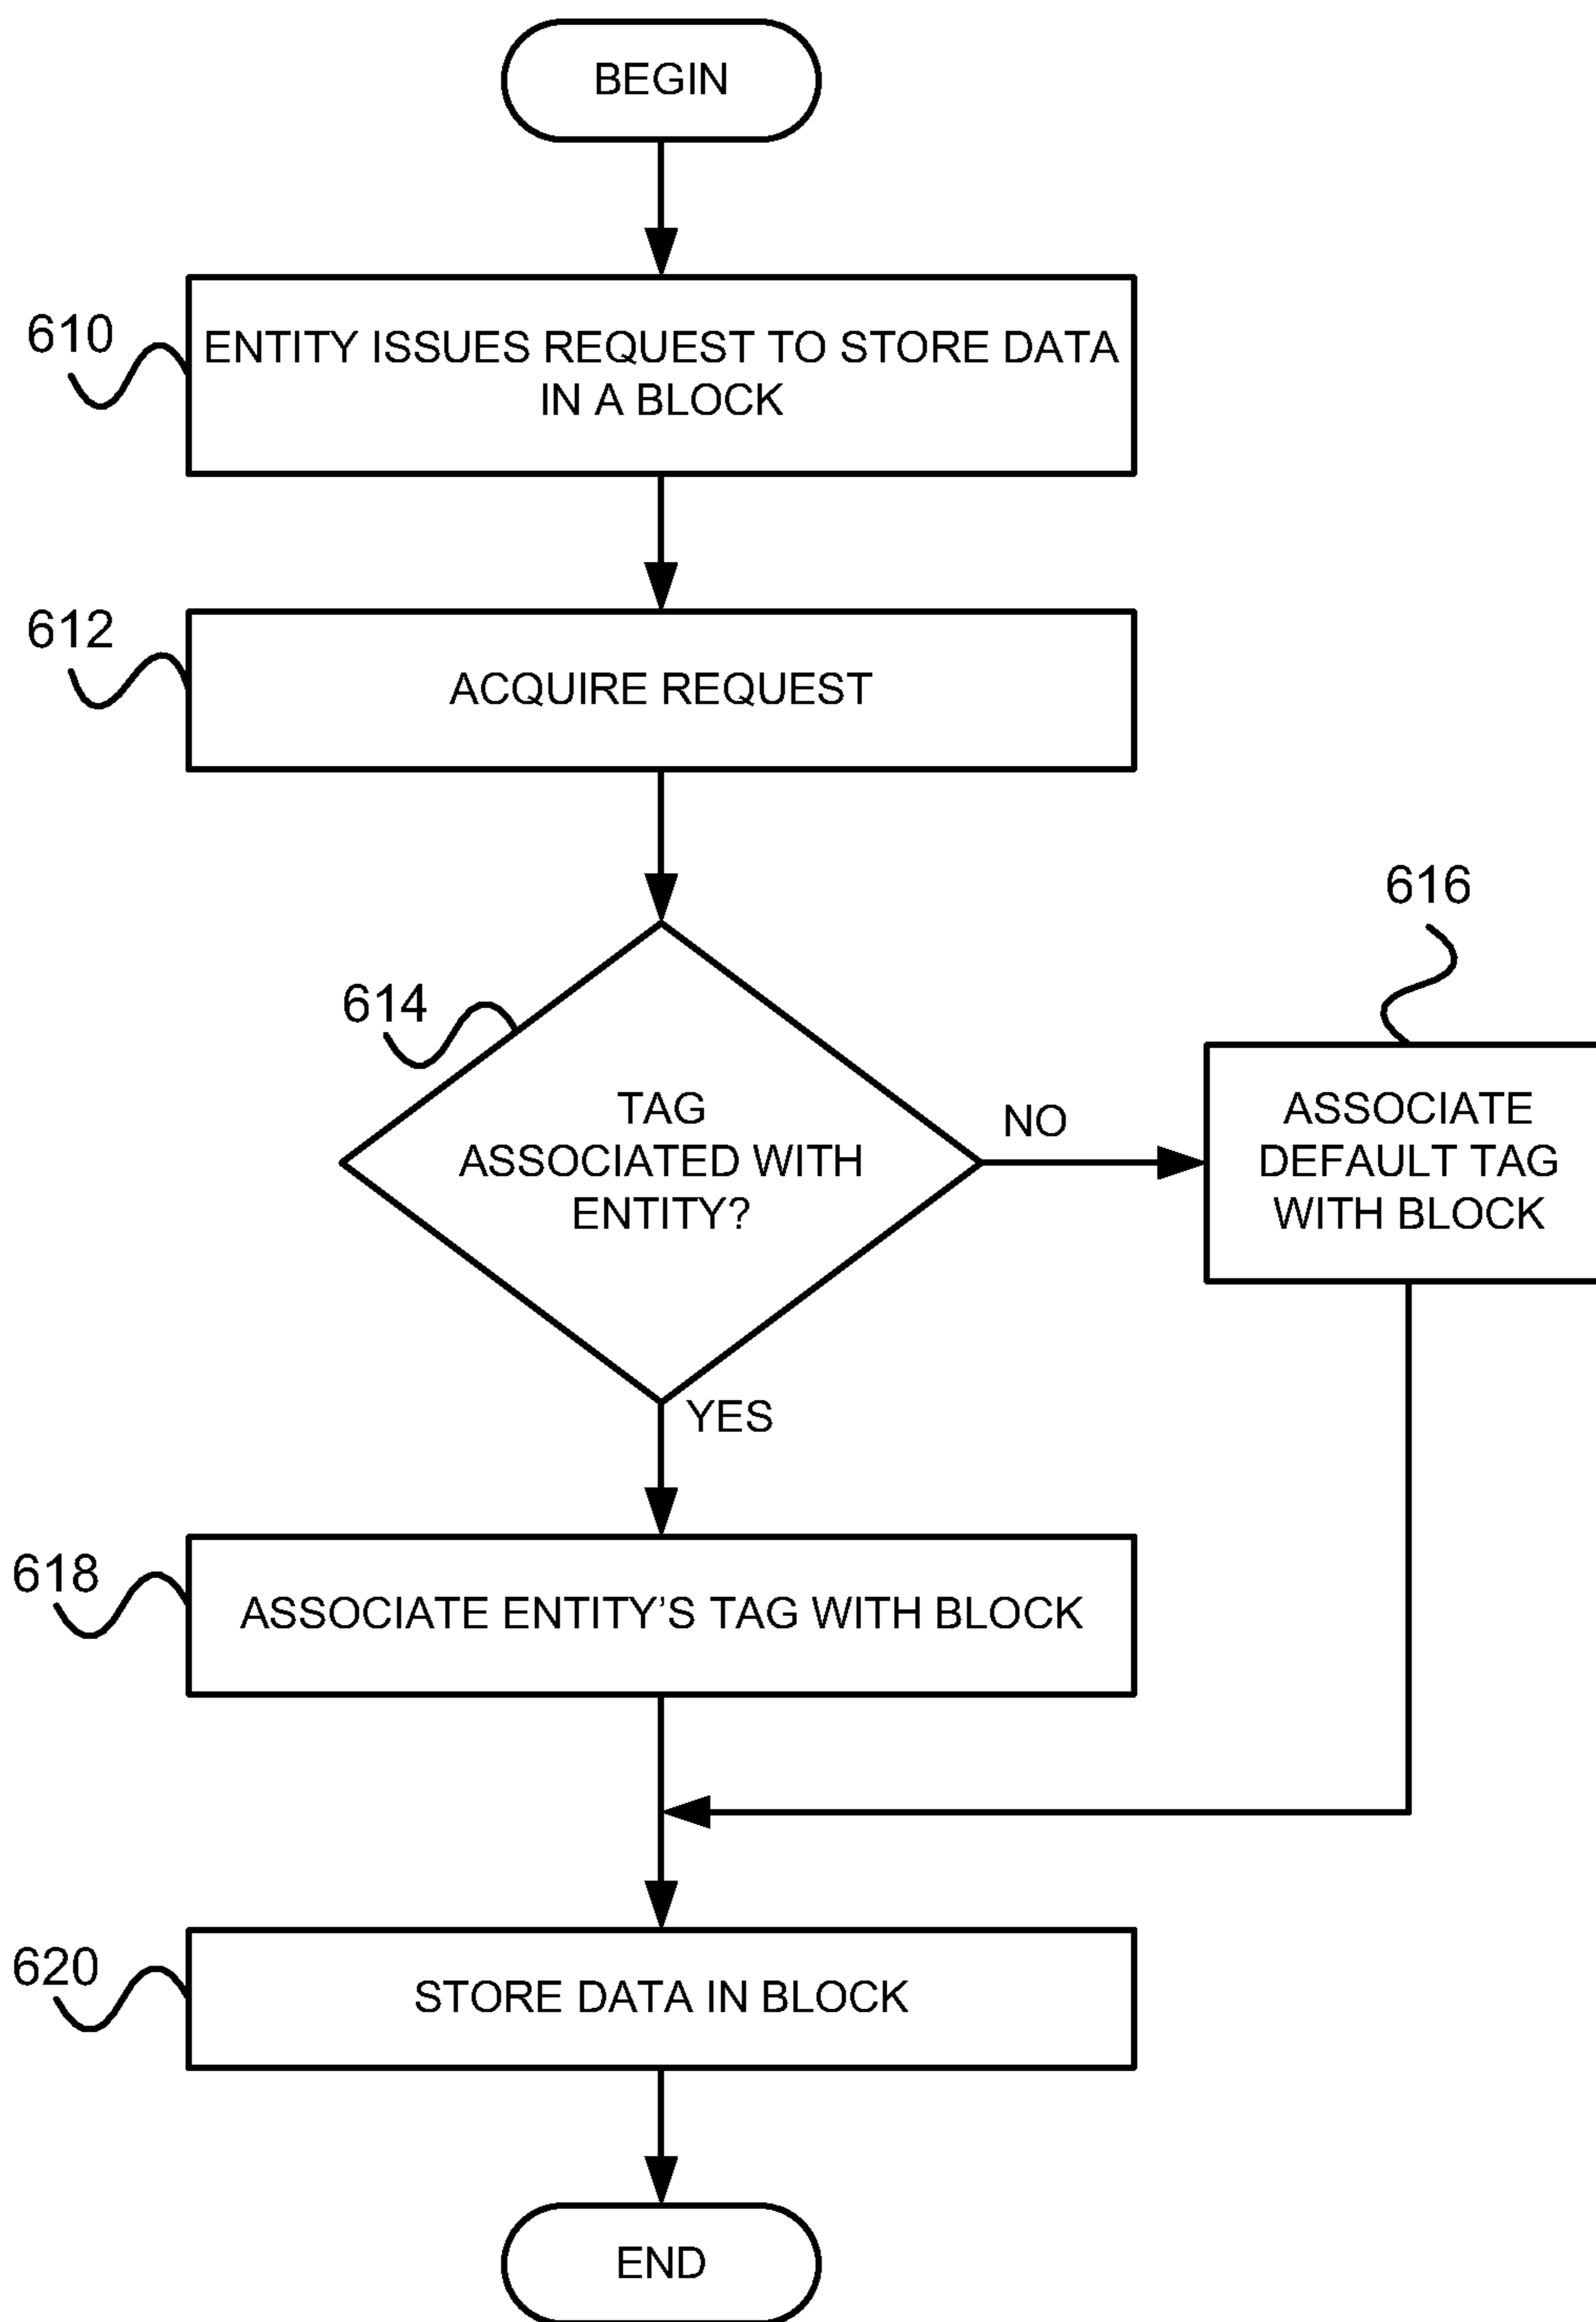 BEGIN
610
ENTITY ISSUES REQUEST TO STORE DATA
IN A BLOCK
612
ACQUIRE REQUEST
614
TAG
ASSOCIATED WITH
ENTITY?
NO
616
ASSOCIATE
DEFAULT TAG
WITH BLOCK
YES
618
ASSOCIATE ENTITY’S TAG WITH BLOCK
620
STORE DATA IN BLOCK
END